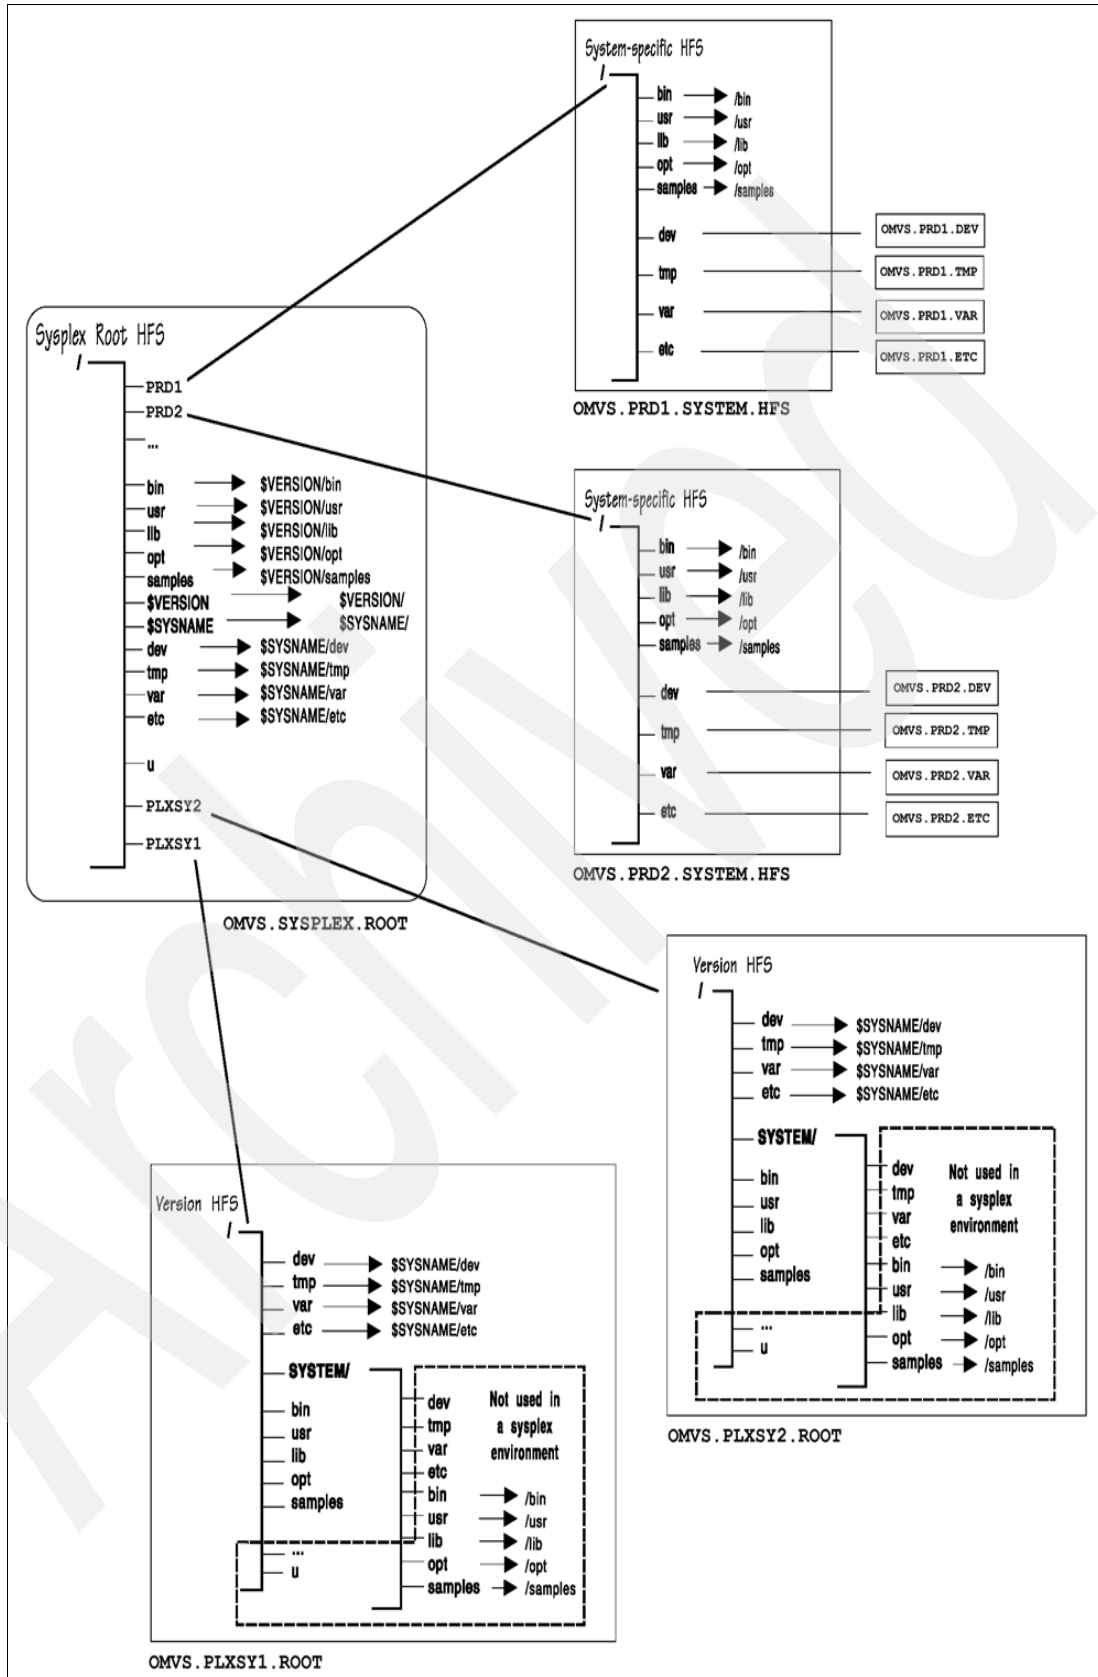 System-specific HFS
/
bin /bin
usr /usr
lib /lib
opt /opt
samples /samples
dev OMVS.PRD1.DEV
tmp OMVS.PRD1.TMP
var OMVS.PRD1.VAR
etc OMVS.PRD1.ETC
OMVS.PRD1.SYSTEM.HFS
Sysplex Root HFS
/
PRD1
PRD2
...
bin $VERSION/bin
usr $VERSION/usr
lib $VERSION/lib
opt $VERSION/opt
samples $VERSION/samples
$VERSION $VERSION/
$SYSNAME $SYSNAME/
dev $SYSNAME/dev
tmp $SYSNAME/tmp
var $SYSNAME/var
etc $SYSNAME/etc
u
PLXSY2
PLXSY1
OMVS.SYSPLEX.ROOT
System-specific HFS
/
bin /bin
usr /usr
lib /lib
opt /opt
samples /samples
dev OMVS.PRD2.DEV
tmp OMVS.PRD2.TMP
var OMVS.PRD2.VAR
etc OMVS.PRD2.ETC
OMVS.PRD2.SYSTEM.HFS
Version HFS
/
dev $SYSNAME/dev
tmp $SYSNAME/tmp
var $SYSNAME/var
etc $SYSNAME/etc
SYSTEM/
bin
usr
lib
opt
samples
...
u
dev
tmp
var
etc
bin /bin
usr /usr
lib /lib
opt /opt
samples /samples
Not used in
a sysplex
environment
OMVS.PLXSY2.ROOT
Version HFS
/
dev $SYSNAME/dev
tmp $SYSNAME/tmp
var $SYSNAME/var
etc $SYSNAME/etc
SYSTEM/
bin
usr
lib
opt
samples
...
u
dev
tmp
var
etc
bin /bin
usr /usr
lib /lib
opt /opt
samples /samples
Not used in
a sysplex
environment
OMVS.PLXSY1.ROOT
Archived